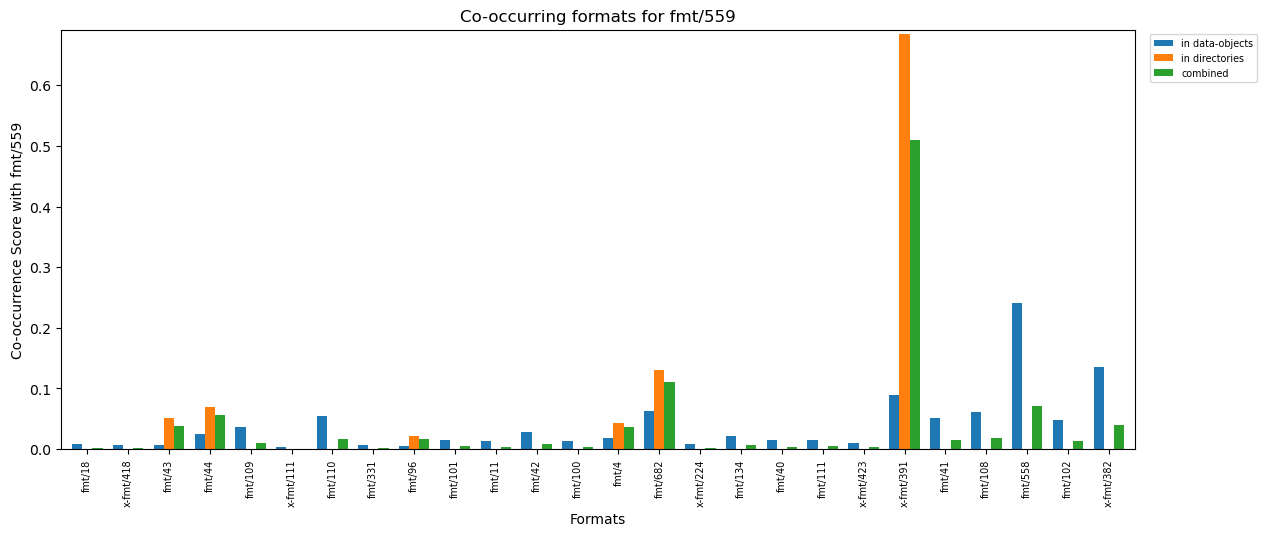 Co-occurring formats for fmt/559
in data-objects
in directories
combined
Co-occurrence Score with fmt/559
0.6
0.5
0.4
0.3
0.2
0.1
0.0
fmt/18
x-fmt/418
fmt/43
fmt/44
fmt/109
x-fmt/111
fmt/110
fmt/331
fmt/96
fmt/101
fmt/11
fmt/42
fmt/100
fmt/4
fmt/682
x-fmt/224
fmt/134
fmt/40
fmt/111
x-fmt/423
x-fmt/391
fmt/41
fmt/108
fmt/558
fmt/102
x-fmt/382
Formats